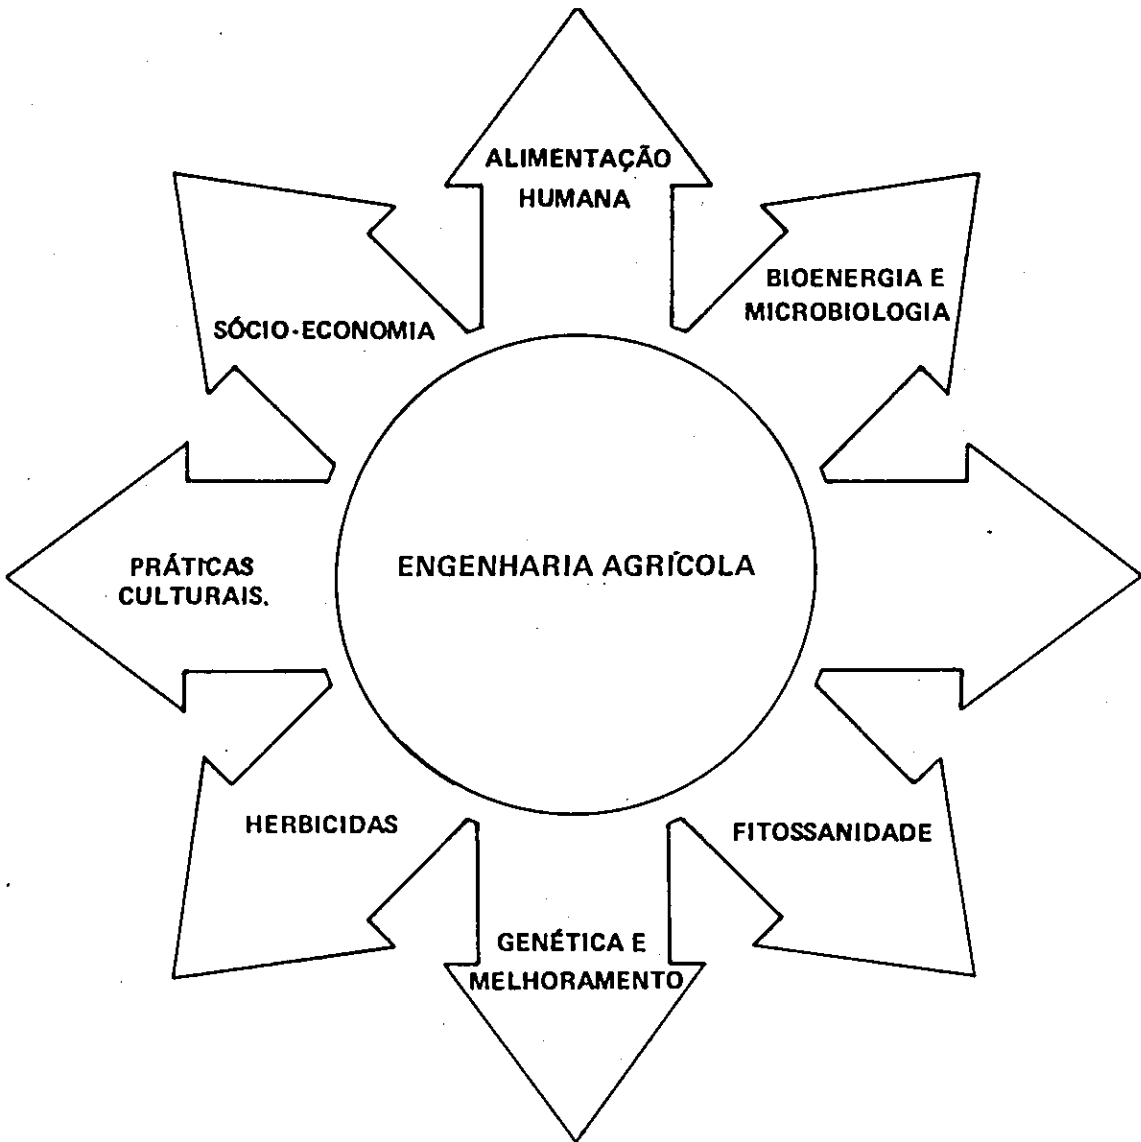 ALIMENTAÇÃO
HUMANA
BIOENERGIA E
MICROBIOLOGIA
SÓCIO-ECONOMIA
PRÁTICAS
CULTURAIS.
ENGENHARIA AGRÍCOLA
HERBICIDAS
FITOSSANIDADE
GENÉTICA E
MELHORAMENTO